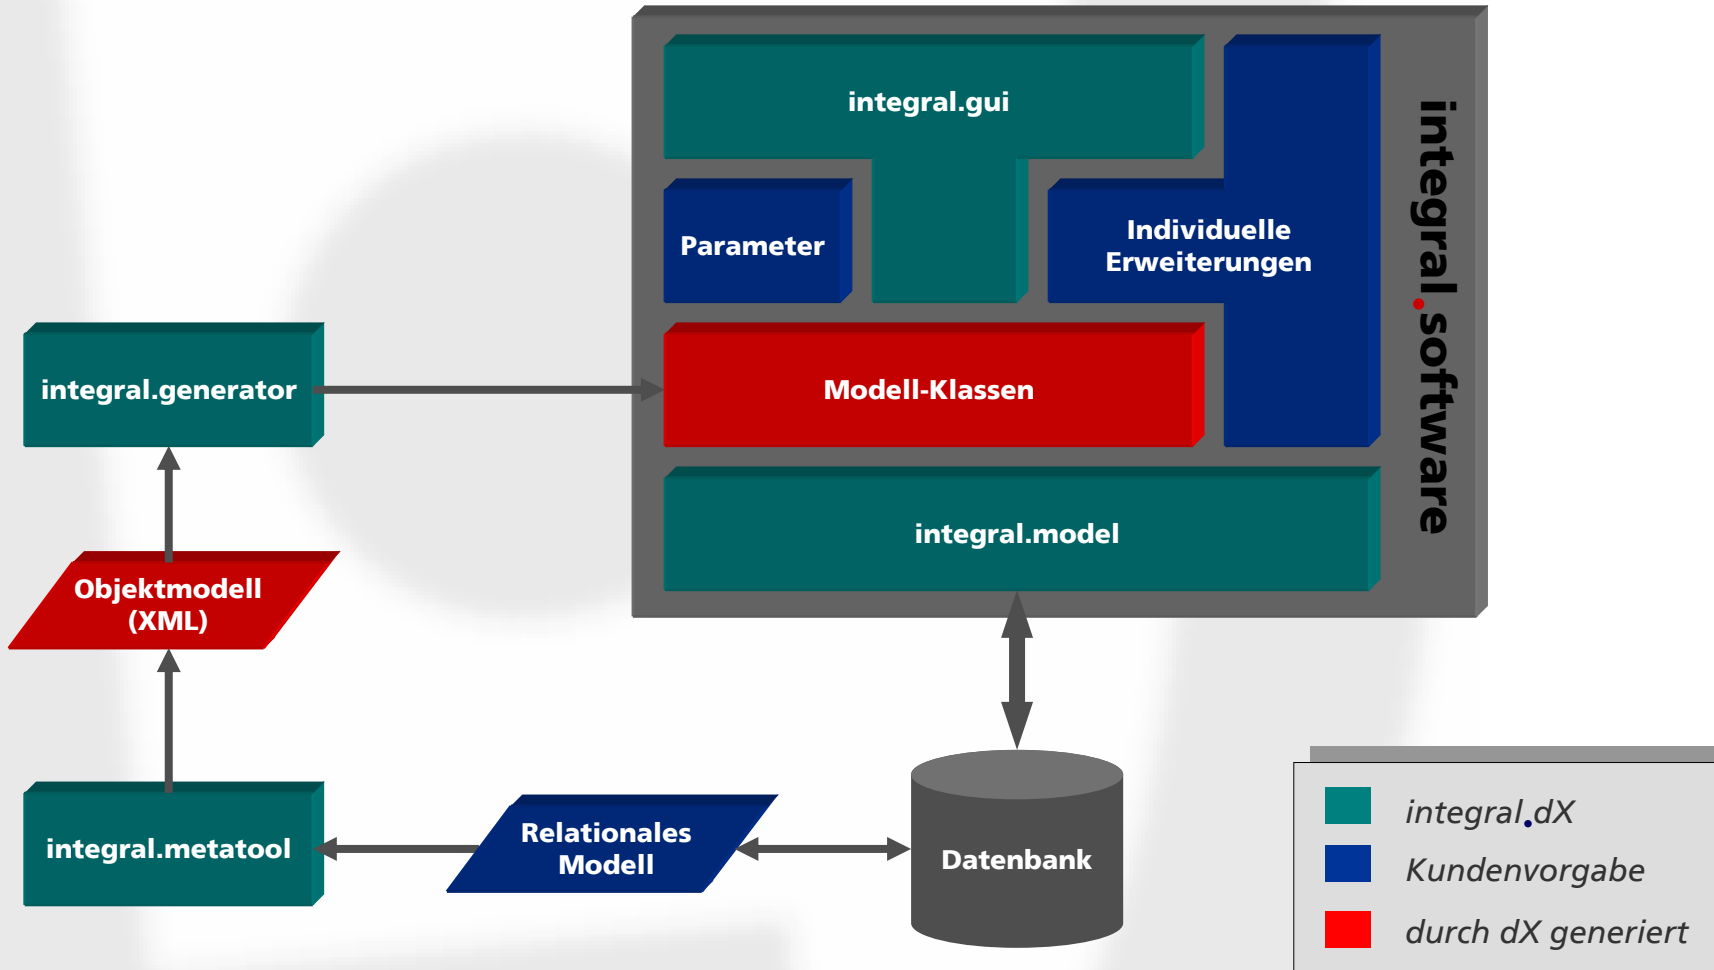 integral.gui
Parameter
Individuelle
Erweiterungen
integral.software
integral.generator
Modell-Klassen
integral.model
Objektmodell
(XML)
integral.metatool
Relationales
Modell
Datenbank
integral.dX
Kundenvorgabe
durch dX generiert